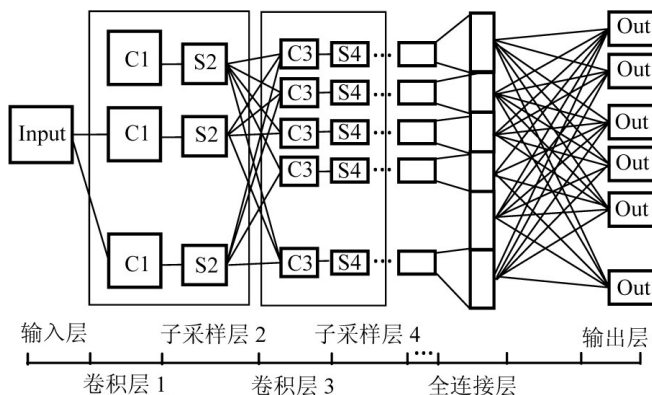 C1 S2 C3 S4 ... Out
C3 S4 ... Out
Input C1 S2 C3 S4 ... Out
C3 S4 ... Out
Out
C1 S2 C3 S4 ... Out
输入层 子采样层 2 子采样层 4 输出层
...
卷积层 1 卷积层 3 全连接层